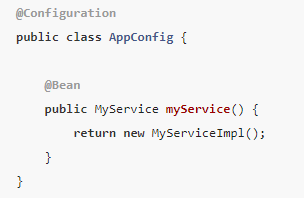 @Configuration
public class AppConfig {
@Bean
public MyService myService() {
return new MyServiceImpl();
}
}